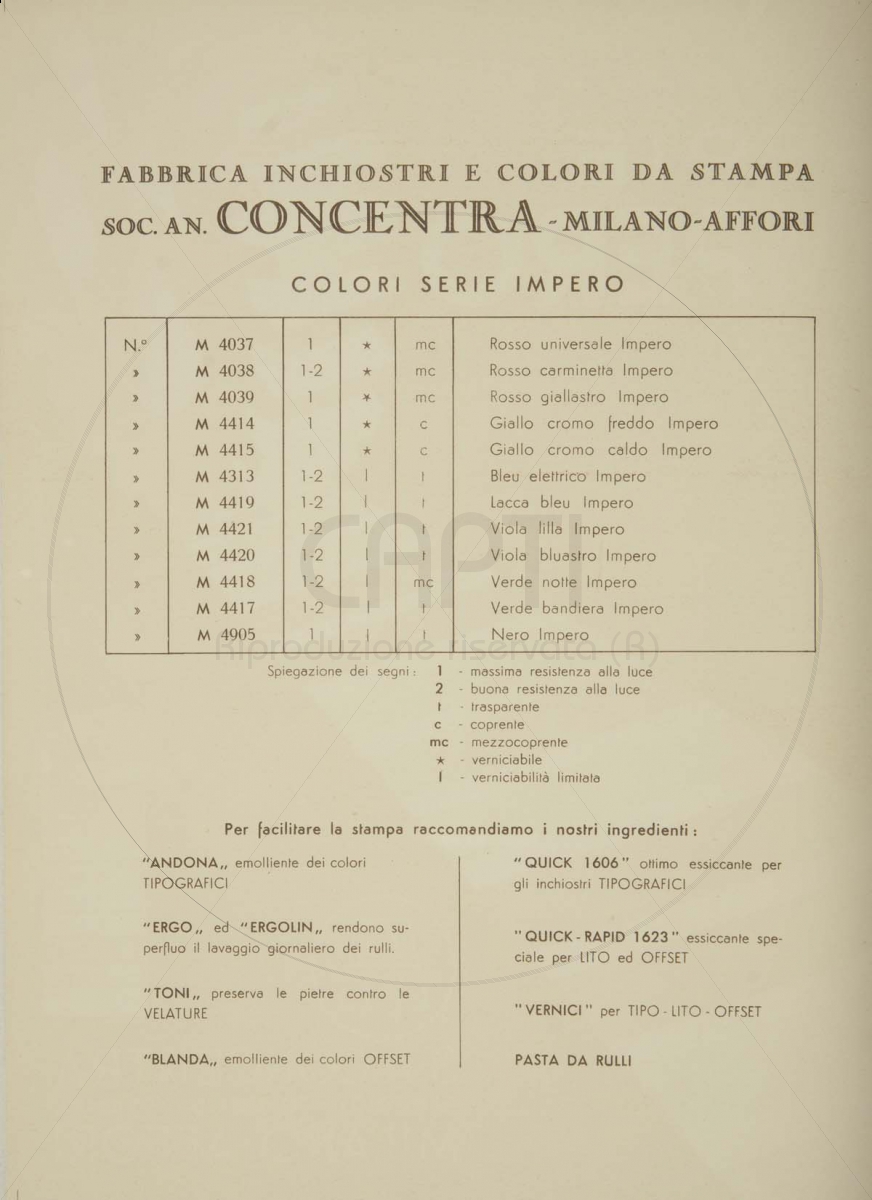 FABBRICA INCHIOSTRI E COLORI DA STAMPA
SOC. AN. CONCENTRA - MILANO-AFFORI
COLORI SERIE IMPERO
N.º M 4037 1 ★ mc Rosso universale Impero
» M 4038 1-2 ★ mc Rosso carminetta Impero
» M 4039 1 ★ mc Rosso giallastro Impero
» M 4414 1 ★ c Giallo cromo freddo Impero
» M 4415 1 ★ c Giallo cromo caldo Impero
» M 4313 1-2 l t Bleu elettrico Impero
» M 4419 1-2 l t Lacca bleu Impero
» M 4421 1-2 l t Viola lilla Impero
» M 4420 1-2 l t Viola bluastro Impero
» M 4418 1-2 l mc Verde notte Impero
» M 4417 1-2 l t Verde bandiera Impero
» M 4905 1 l t Nero Impero
CAPTI
Riproduzione riservata (R)
Spiegazione dei segni: 1 - massima resistenza alla luce
2 - buona resistenza alla luce
t - trasparente
c - coprente
mc - mezzocoprente
★ - verniciabile
l - verniciabilità limitata
Per facilitare la stampa raccomandiamo i nostri ingredienti:
"ANDONA„ emolliente dei colori
TIPOGRAFICI
"ERGO„ ed "ERGOLIN„ rendono su-
perfluo il lavaggio giornaliero dei rulli.
"TONI„ preserva le pietre contro le
VELATURE
"BLANDA„ emolliente dei colori OFFSET
"QUICK 1606" ottimo essiccante per
gli inchiostri TIPOGRAFICI
"QUICK-RAPID 1623" essiccante spe-
ciale per LITO ed OFFSET
"VERNICI" per TIPO - LITO - OFFSET
PASTA DA RULLI